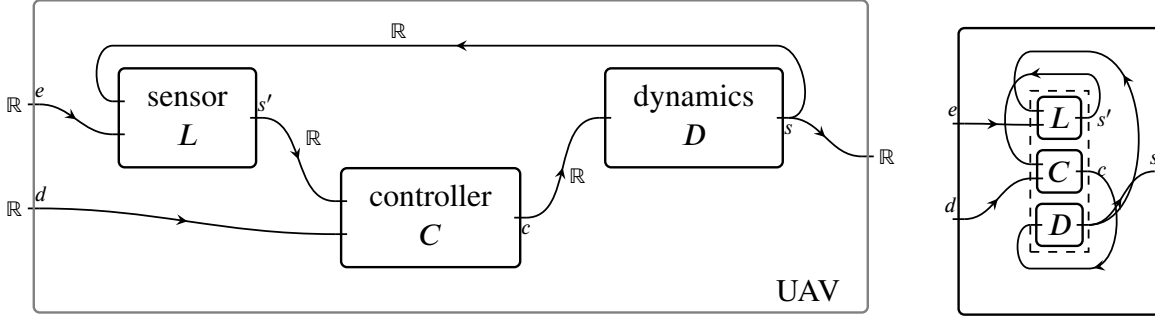 ℝ
ℝ e
sensor
L
s′
ℝ
dynamics
D
s
ℝ
ℝ
ℝ d
controller
C
c
UAV
e
d
L
s′
C
c
D
s